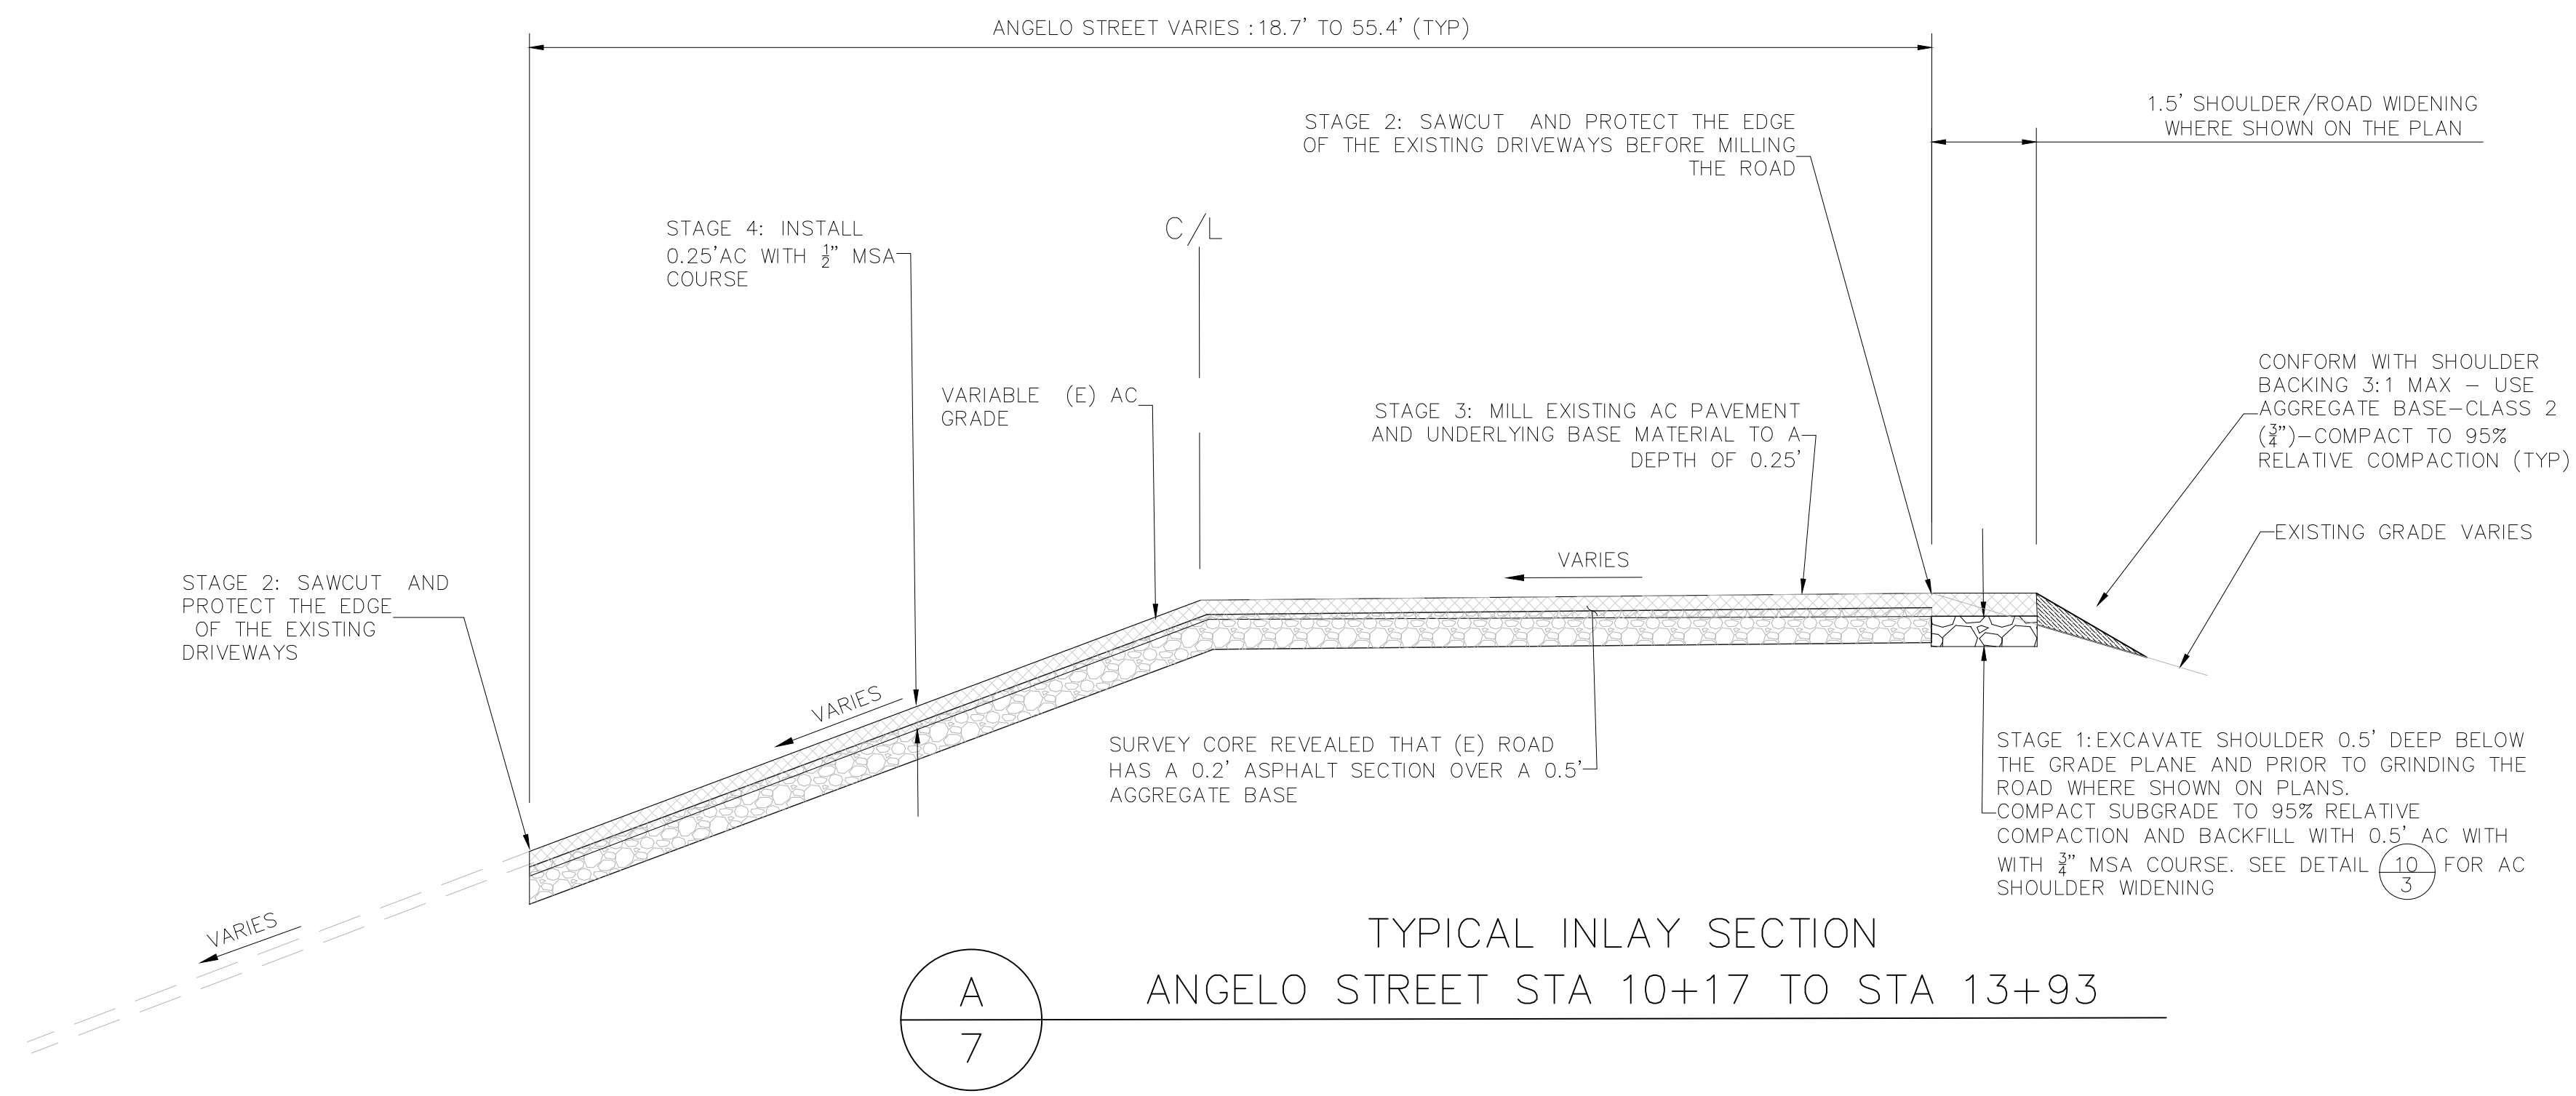 ANGELO STREET VARIES :18.7' TO 55.4' (TYP)
1.5' SHOULDER/ROAD WIDENING
WHERE SHOWN ON THE PLAN
STAGE 2: SAWCUT AND PROTECT THE EDGE
OF THE EXISTING DRIVEWAYS BEFORE MILLING
THE ROAD
STAGE 4: INSTALL
0.25'AC WITH ½" MSA
COURSE
C/L
VARIABLE (E) AC
GRADE
STAGE 3: MILL EXISTING AC PAVEMENT
AND UNDERLYING BASE MATERIAL TO A
DEPTH OF 0.25'
CONFORM WITH SHOULDER
BACKING 3:1 MAX – USE
AGGREGATE BASE–CLASS 2
(¾")–COMPACT TO 95%
RELATIVE COMPACTION (TYP)
EXISTING GRADE VARIES
VARIES
STAGE 2: SAWCUT AND
PROTECT THE EDGE
OF THE EXISTING
DRIVEWAYS
VARIES
SURVEY CORE REVEALED THAT (E) ROAD
HAS A 0.2' ASPHALT SECTION OVER A 0.5'
AGGREGATE BASE
STAGE 1: EXCAVATE SHOULDER 0.5' DEEP BELOW
THE GRADE PLANE AND PRIOR TO GRINDING THE
ROAD WHERE SHOWN ON PLANS.
COMPACT SUBGRADE TO 95% RELATIVE
COMPACTION AND BACKFILL WITH 0.5' AC WITH
WITH ¾" MSA COURSE. SEE DETAIL 10/3 FOR AC
SHOULDER WIDENING
VARIES
TYPICAL INLAY SECTION
ANGELO STREET STA 10+17 TO STA 13+93
A
7